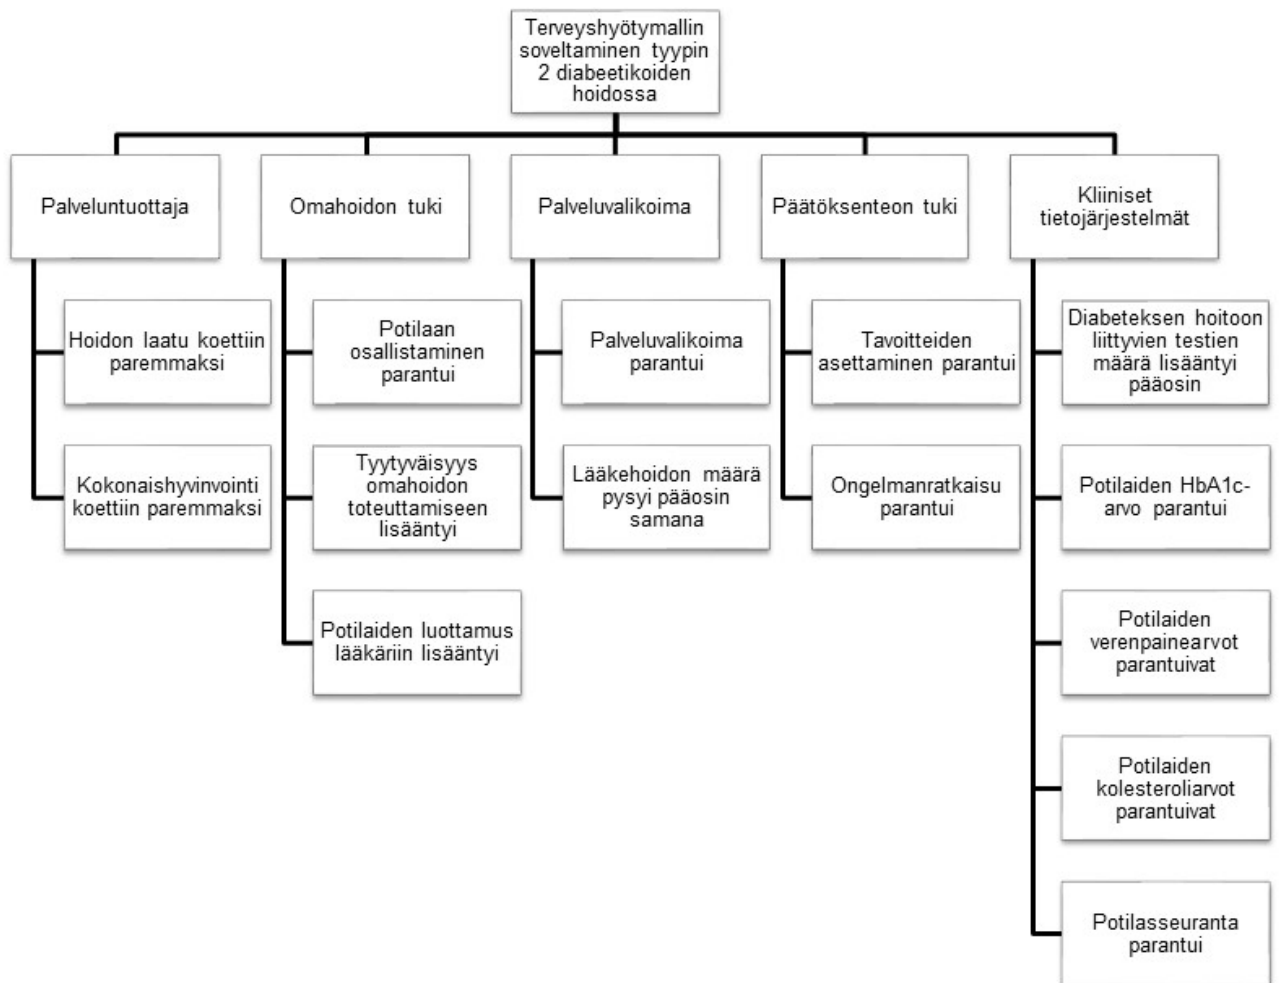 Terveyshyötymallin
soveltaminen tyypin
2 diabeetikoiden
hoidossa
Palveluntuottaja
Omahoidon tuki
Palveluvalikoima
Päätöksenteon tuki
Kliiniset
tietojärjestelmät
Hoidon laatu koettiin
paremmaksi
Kokonaishyvinvointi
koettiin paremmaksi
Potilaan
osallistaminen
parantui
Tyytyväisyys
omahoidon
toteuttamiseen
lisääntyi
Potilaiden luottamus
lääkäriin lisääntyi
Palveluvalikoima
parantui
Lääkehoidon määrä
pysyi pääosin
samana
Tavoitteiden
asettaminen parantui
Ongelmanratkaisu
parantui
Diabeteksen hoitoon
liittyvien testien
määrä lisääntyi
pääosin
Potilaiden HbA1c-
arvo parantui
Potilaiden
verenpainearvot
parantuivat
Potilaiden
kolesteroliarvot
parantuivat
Potilasseuranta
parantui